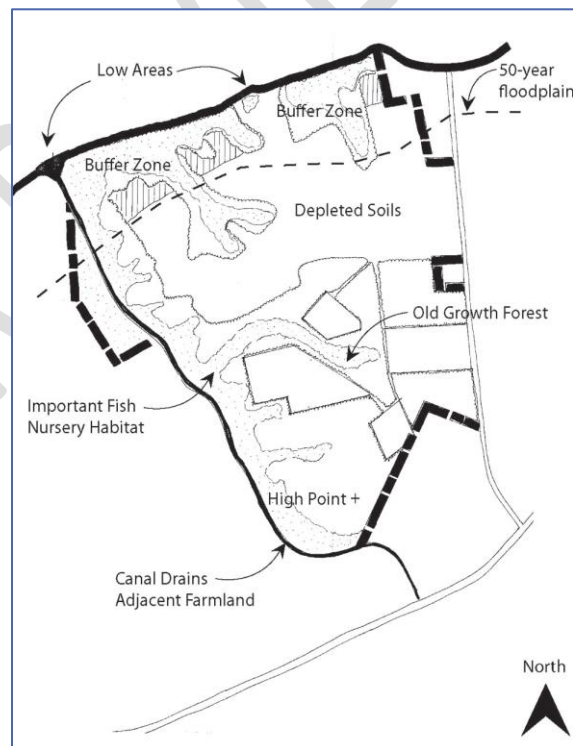 Low Areas
50-year
floodplain
Buffer Zone
Buffer Zone
Depleted Soils
Old Growth Forest
Important Fish
Nursery Habitat
High Point +
Canal Drains
Adjacent Farmland
North